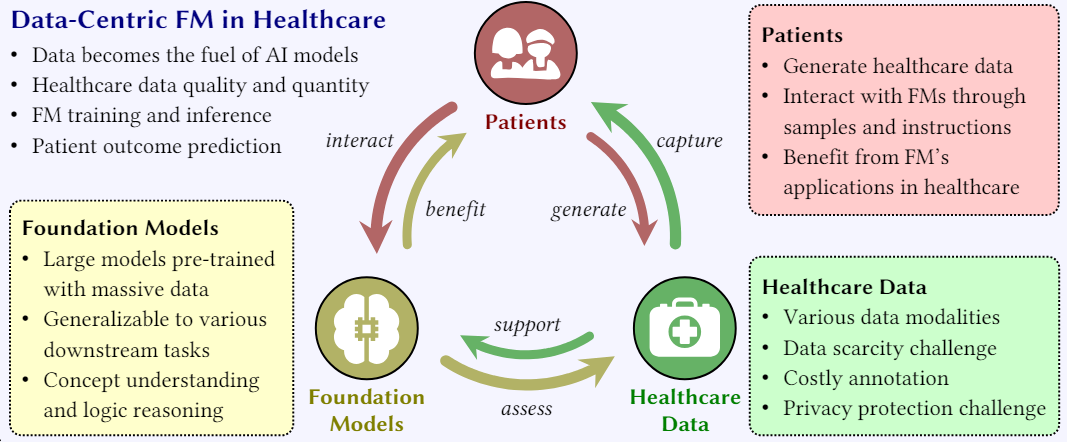 Data-Centric FM in Healthcare
• Data becomes the fuel of AI models
• Healthcare data quality and quantity
• FM training and inference
• Patient outcome prediction
Patients
interact
benefit
generate
capture
Patients
• Generate healthcare data
• Interact with FMs through
samples and instructions
• Benefit from FM's
applications in healthcare
Foundation Models
• Large models pre-trained
with massive data
• Generalizable to various
downstream tasks
• Concept understanding
and logic reasoning
support
assess
Foundation
Models
Healthcare
Data
Healthcare Data
• Various data modalities
• Data scarcity challenge
• Costly annotation
• Privacy protection challenge